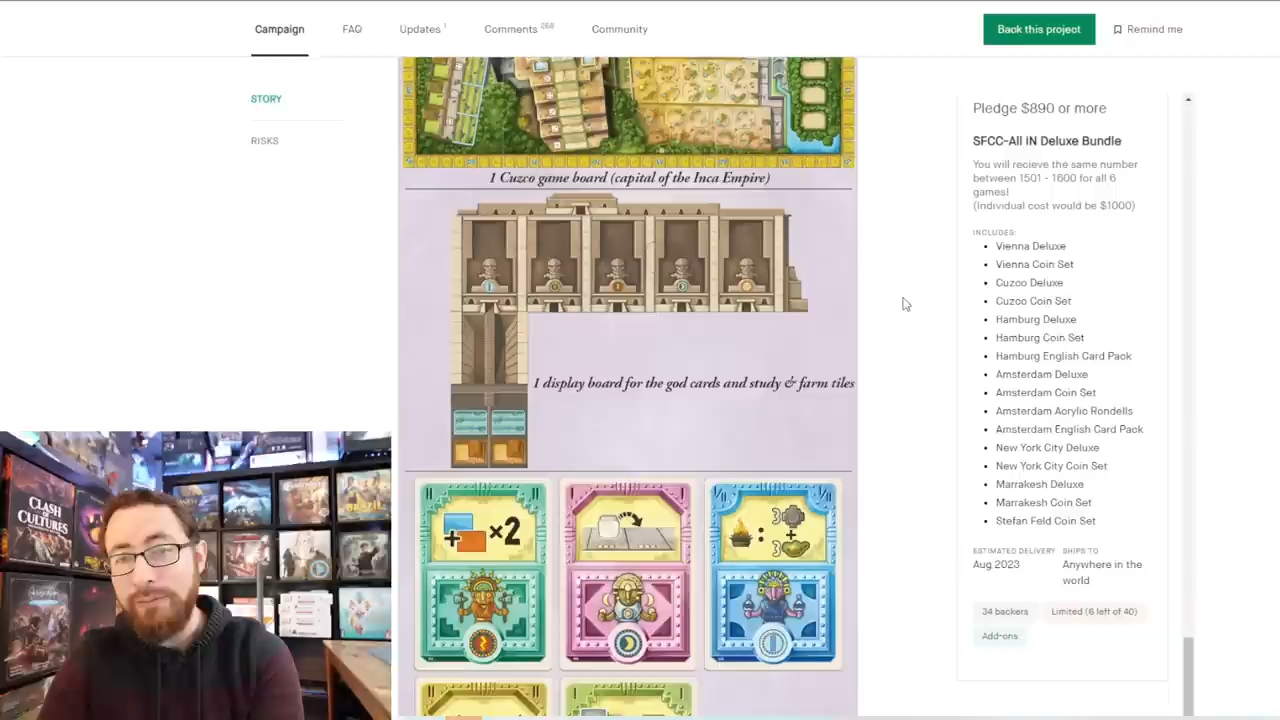 Campaign
FAQ
Updates 1
Comments 268
Community
Back this project
Remind me
STORY
RISKS
1 Cuzco game board (capital of the Inca Empire)
1 display board for the god cards and study & farm tiles
×2
+
3
:
+
3
Pledge $890 or more
SFCC-All iN Deluxe Bundle
You will recieve the same number
between 1501 - 1600 for all 6
games!
(Individual cost would be $1000)
INCLUDES:
Vienna Deluxe
Vienna Coin Set
Cuzco Deluxe
Cuzco Coin Set
Hamburg Deluxe
Hamburg Coin Set
Hamburg English Card Pack
Amsterdam Deluxe
Amsterdam Coin Set
Amsterdam Acrylic Rondells
Amsterdam English Card Pack
New York City Deluxe
New York City Coin Set
Marrakesh Deluxe
Marrakesh Coin Set
Stefan Feld Coin Set
ESTIMATED DELIVERY
Aug 2023
SHIPS TO
Anywhere in the
world
34 backers
Limited (6 left of 40)
Add-ons
CLASH
OF
CULTURES